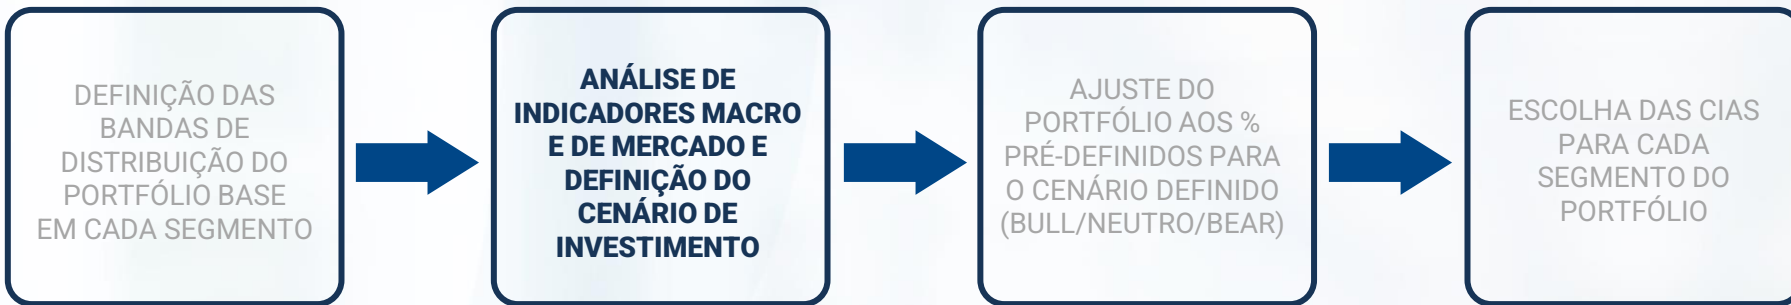 DEFINIÇÃO DAS
BANDAS DE
DISTRIBUIÇÃO DO
PORTFÓLIO BASE
EM CADA SEGMENTO
ANÁLISE DE
INDICADORES MACRO
E DE MERCADO E
DEFINIÇÃO DO
CENÁRIO DE
INVESTIMENTO
AJUSTE DO
PORTFÓLIO AOS %
PRÉ-DEFINIDOS PARA
O CENÁRIO DEFINIDO
(BULL/NEUTRO/BEAR)
ESCOLHA DAS CIAS
PARA CADA
SEGMENTO DO
PORTFÓLIO